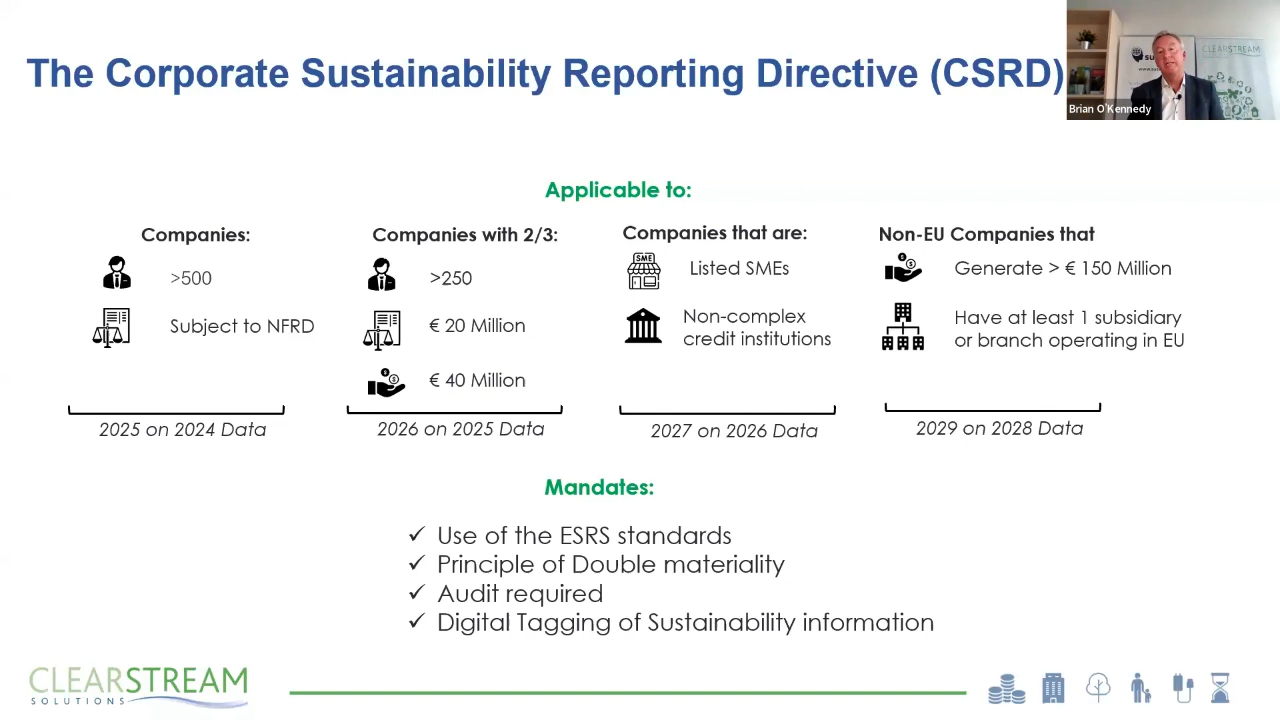 The Corporate Sustainability Reporting Directive (CSRD)
CLEARSTREAM
Brian O'Kennedy
Applicable to:
Companies:
>500
Subject to NFRD
2025 on 2024 Data
Companies with 2/3:
>250
€ 20 Million
€ 40 Million
2026 on 2025 Data
Companies that are:
SME
Listed SMEs
Non-complex
credit institutions
2027 on 2026 Data
Non-EU Companies that
Generate > € 150 Million
Have at least 1 subsidiary
or branch operating in EU
2029 on 2028 Data
Mandates:
✓ Use of the ESRS standards
✓ Principle of Double materiality
✓ Audit required
✓ Digital Tagging of Sustainability information
CLEARSTREAM
SOLUTIONS